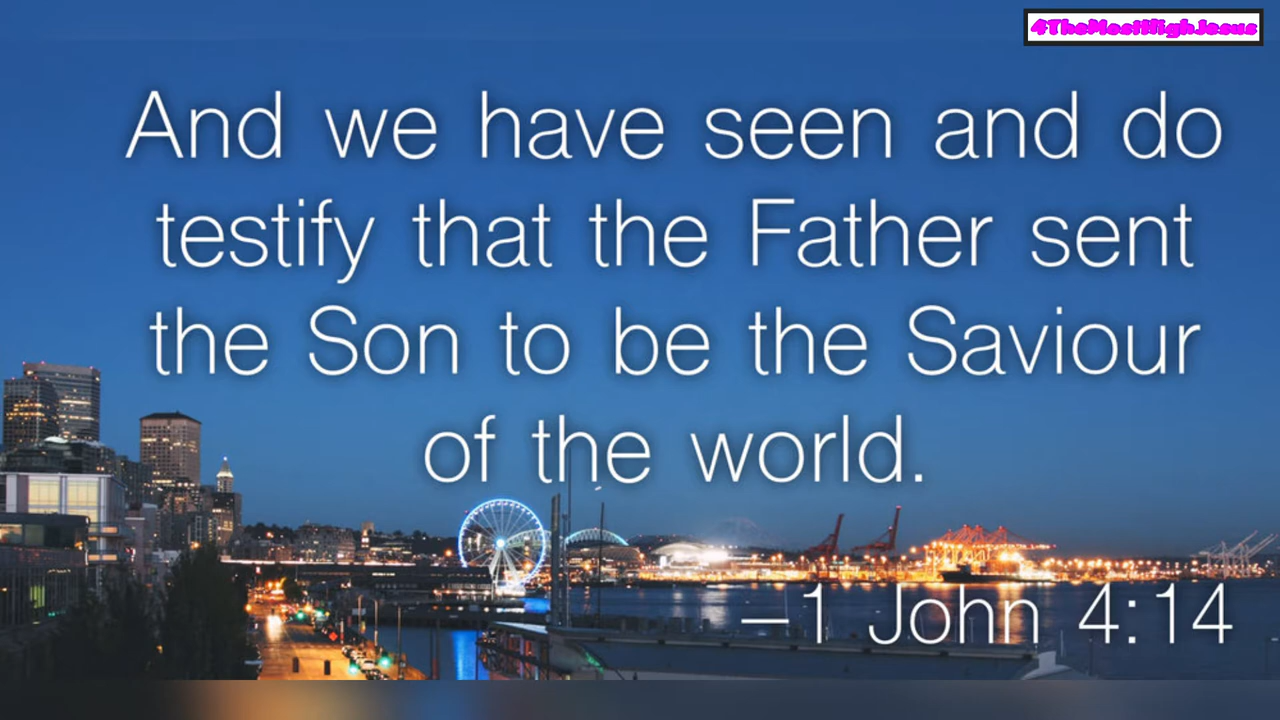 4TheMostHighJesus
And we have seen and do
testify that the Father sent
the Son to be the Saviour
of the world.
–1 John 4:14